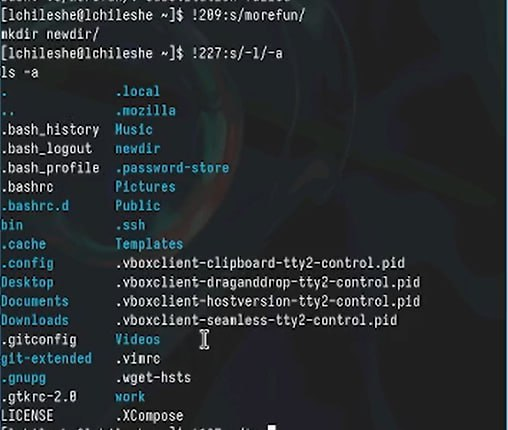 [lchileshe@lchileshe ~]$ !209:s/morefun/
mkdir newdir/
[lchileshe@lchileshe ~]$ !227:s/-l/-a
ls -a
. .local
.. .mozilla
.bash_history Music
.bash_logout newdir
.bash_profile .password-store
.bashrc Pictures
.bashrc.d Public
bin .ssh
.cache Templates
.config .vboxclient-clipboard-tty2-control.pid
Desktop .vboxclient-draganddrop-tty2-control.pid
Documents .vboxclient-hostversion-tty2-control.pid
Downloads .vboxclient-seamless-tty2-control.pid
.gitconfig Videos
git-extended .vimrc
.gnupg .wget-hsts
.gtkrc-2.0 work
LICENSE .XCompose